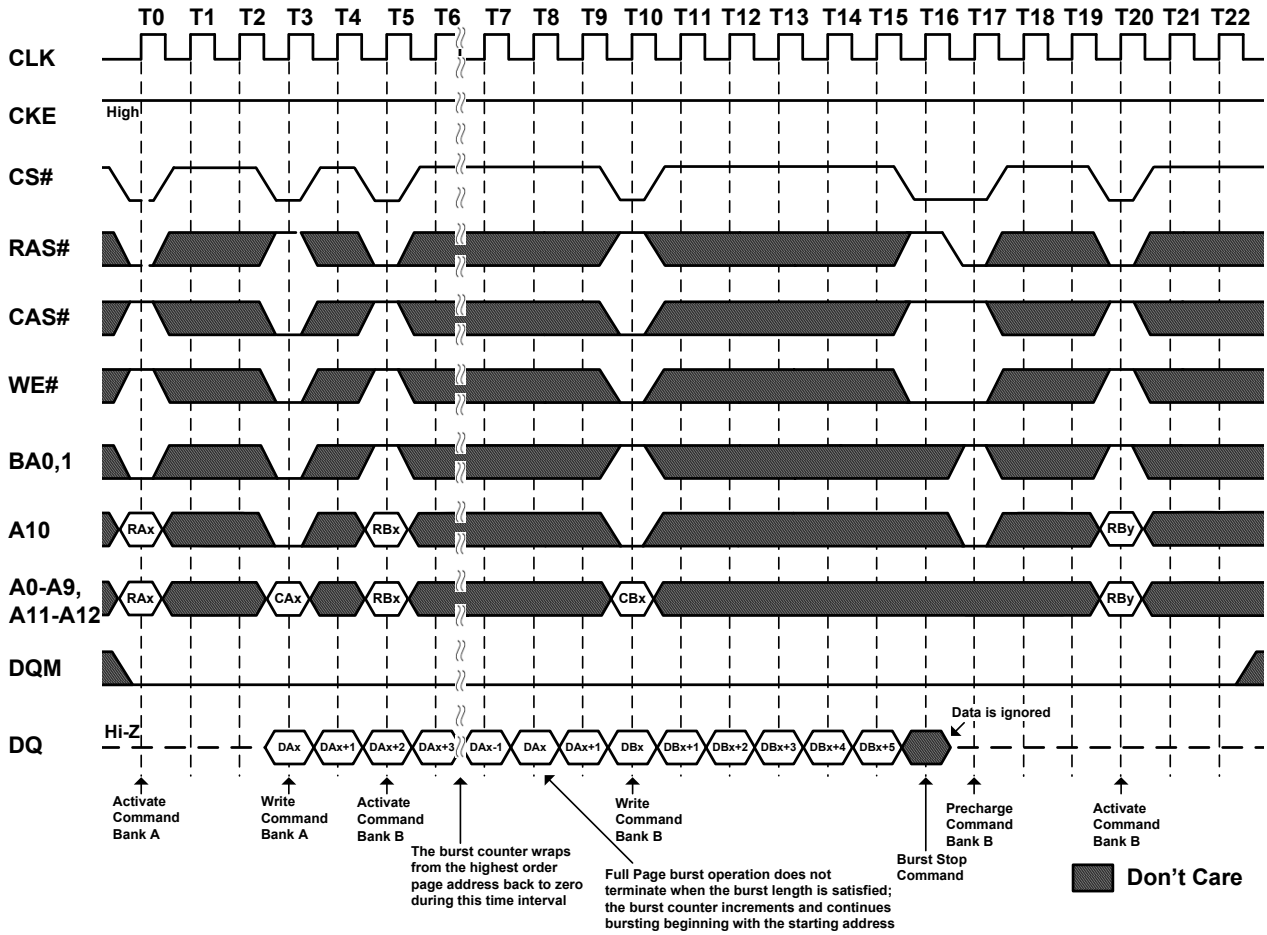 T0 T1 T2 T3 T4 T5 T6 T7 T8 T9 T10 T11 T12 T13 T14 T15 T16 T17 T18 T19 T20 T21 T22
CLK
CKE
High
CS#
RAS#
CAS#
WE#
BA0,1
A10
RAx RBx RBy
A0-A9,
A11-A12
RAx CAx RBx CBx RBy
DQM
Data is ignored
DQ
Hi-Z
DAx DAx+1 DAx+2 DAx+3 DAx-1 DAx DAx+1 DBx DBx+1 DBx+2 DBx+3 DBx+4 DBx+5
Activate
Command
Bank A
Write
Command
Bank A
Activate
Command
Bank B
The burst counter wraps
from the highest order
page address back to zero
during this time interval
Write
Command
Bank B
Full Page burst operation does not
terminate when the burst length is satisfied;
the burst counter increments and continues
bursting beginning with the starting address
Burst Stop
Command
Precharge
Command
Bank B
Activate
Command
Bank B
Don't Care